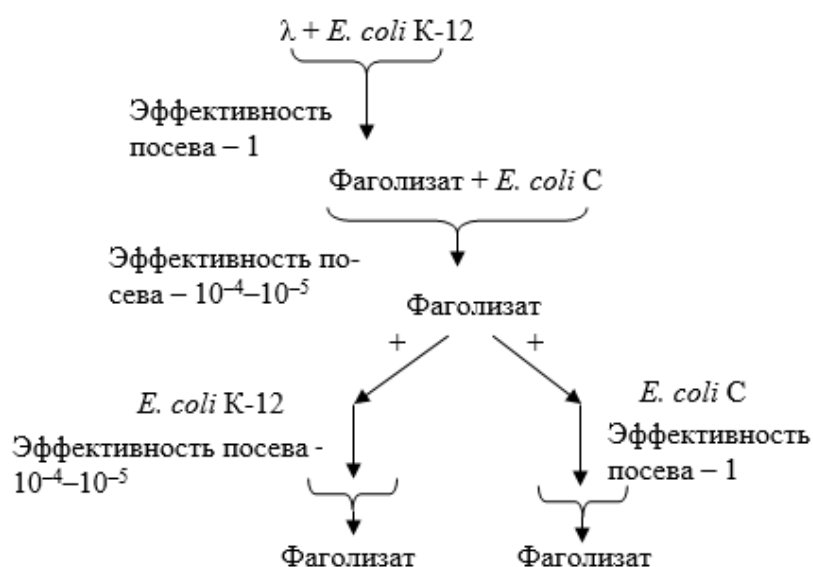 λ + E. coli К-12
Эффективность
посева – 1
Фаголизат + E. coli С
Эффективность по-
сева – 10⁻⁴–10⁻⁵
Фаголизат
+ +
E. coli К-12
Эффективность посева -
10⁻⁴–10⁻⁵
E. coli С
Эффективность
посева – 1
Фаголизат Фаголизат